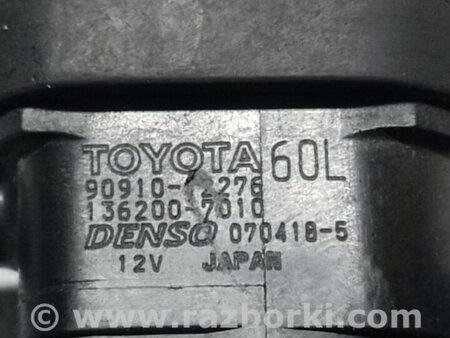 TOYOTA 60L
136200-7010
DENSO 070418-5
12V JAPAN
© www.razborki.com